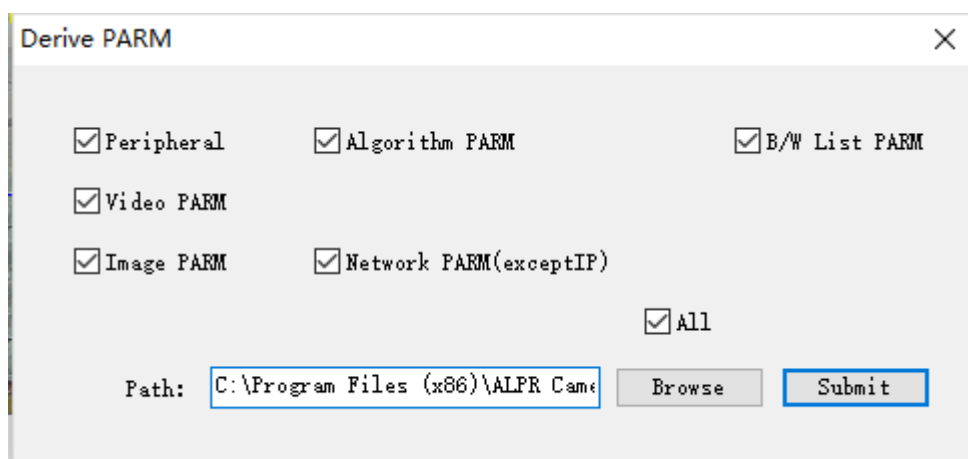 Derive PARM
Peripheral Algorithm PARM B/W List PARM
Video PARM
Image PARM Network PARM(exceptIP)
All
Path: C:\Program Files (x86)\ALPR Came Browse Submit